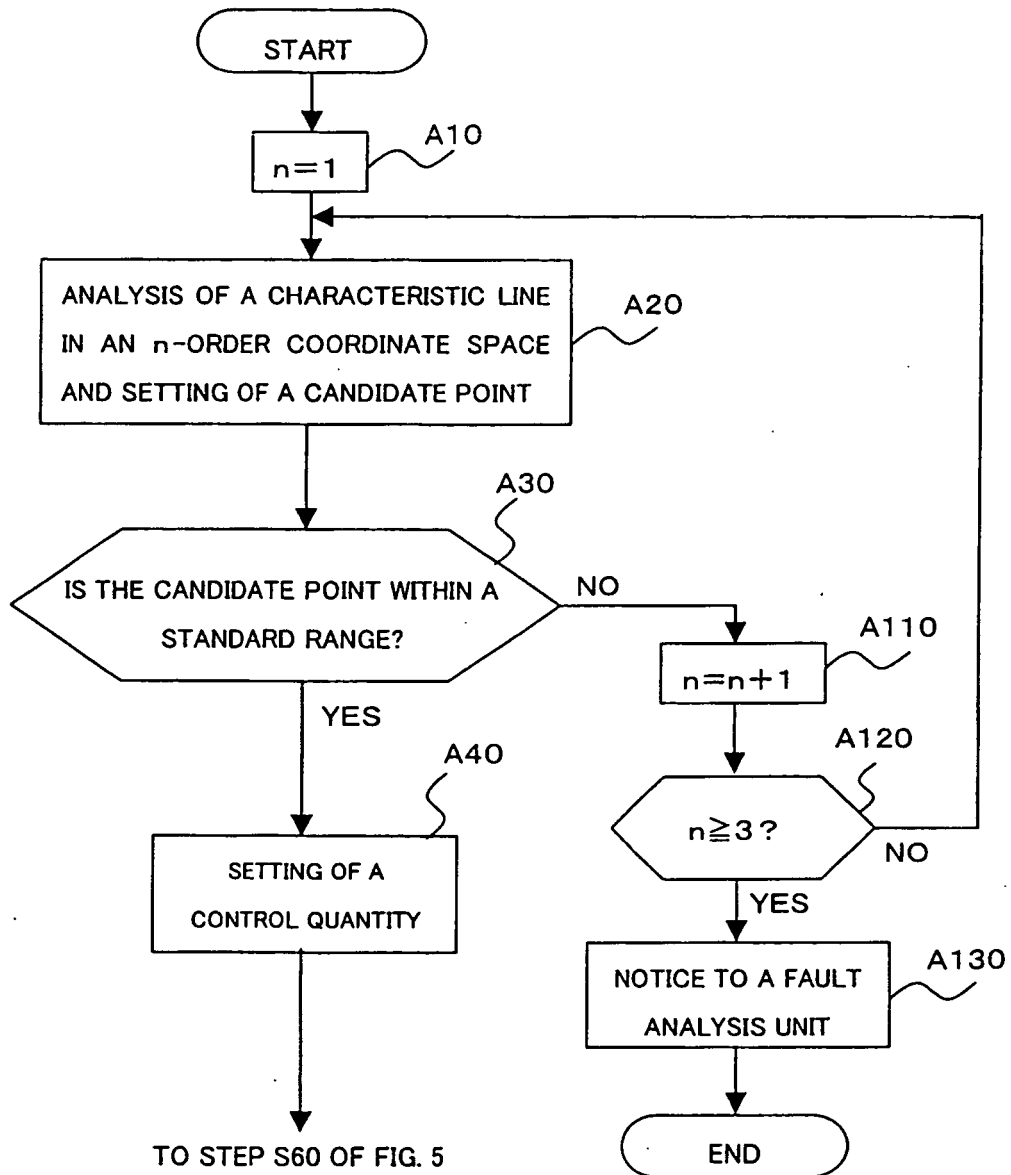 START
A10
n=1
ANALYSIS OF A CHARACTERISTIC LINE
IN AN n-ORDER COORDINATE SPACE
AND SETTING OF A CANDIDATE POINT
A20
A30
IS THE CANDIDATE POINT WITHIN A
STANDARD RANGE?
NO
YES
A110
n=n+1
A120
n≧3?
NO
YES
A40
SETTING OF A
CONTROL QUANTITY
A130
NOTICE TO A FAULT
ANALYSIS UNIT
TO STEP S60 OF FIG. 5
END